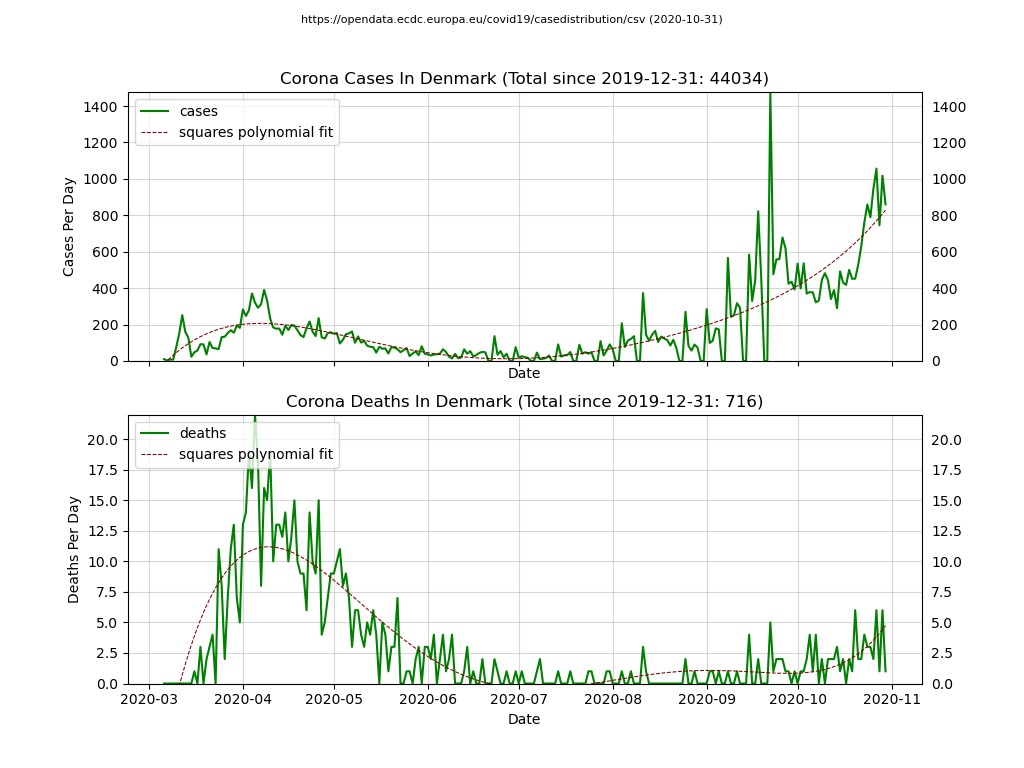 https://opendata.ecdc.europa.eu/covid19/casedistribution/csv (2020-10-31)
Corona Cases In Denmark (Total since 2019-12-31: 44034)
cases
squares polynomial fit
Cases Per Day
1400 1400
1200 1200
1000 1000
800 800
600 600
400 400
200 200
0 0
Date
Corona Deaths In Denmark (Total since 2019-12-31: 716)
deaths
squares polynomial fit
Deaths Per Day
20.0 20.0
17.5 17.5
15.0 15.0
12.5 12.5
10.0 10.0
7.5 7.5
5.0 5.0
2.5 2.5
0.0 0.0
2020-03 2020-04 2020-05 2020-06 2020-07 2020-08 2020-09 2020-10 2020-11
Date